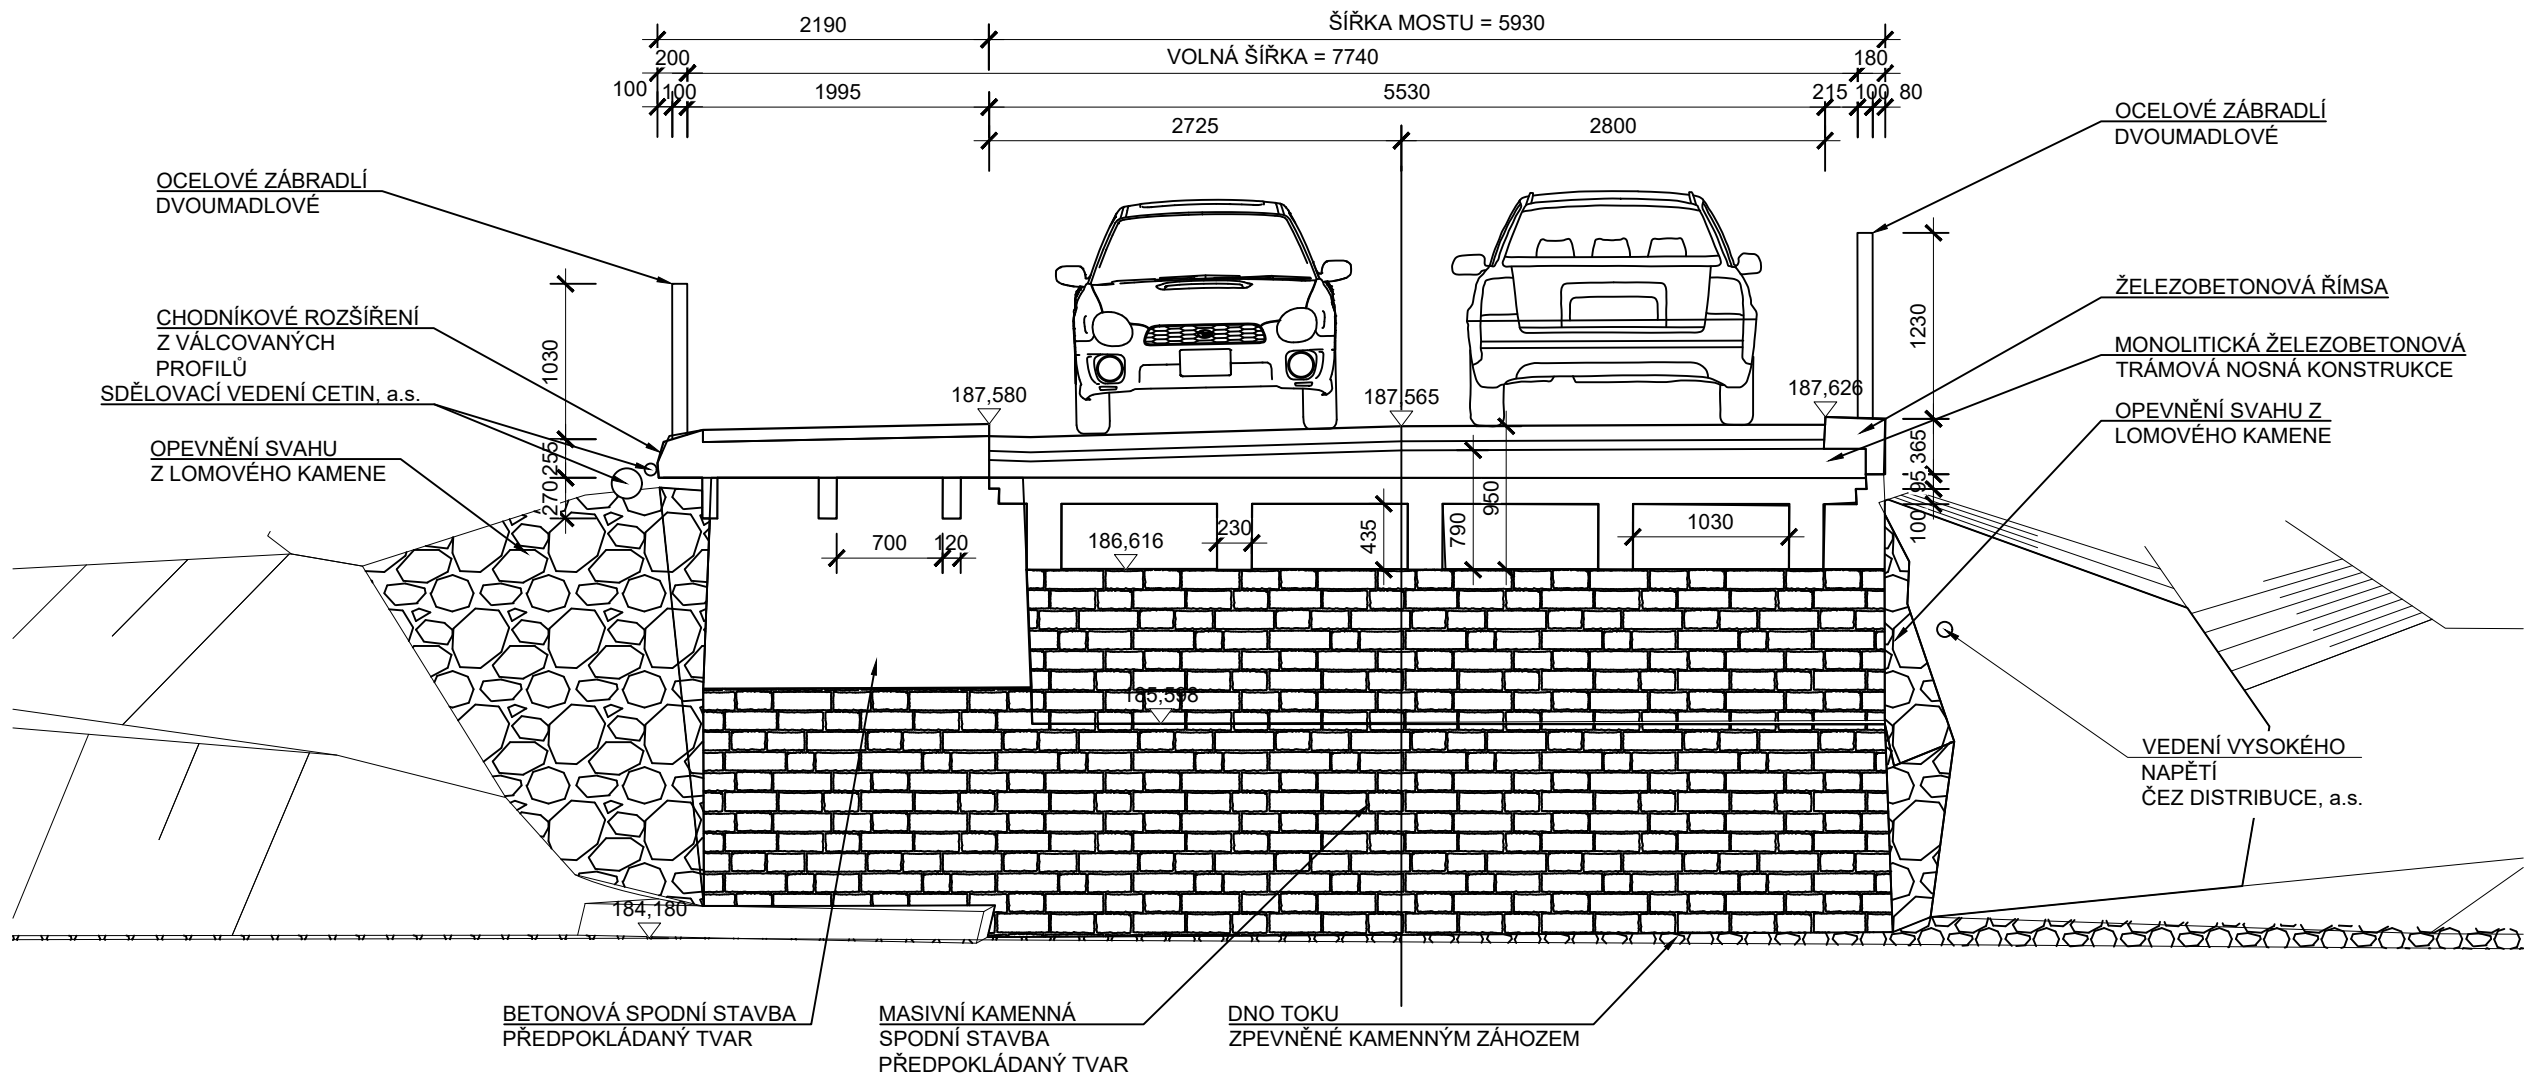 2190
ŠÍŘKA MOSTU = 5930
200
VOLNÁ ŠÍŘKA = 7740
180
100
100
1995
5530
215
100
80
2725
2800
OCELOVÉ ZÁBRADLÍ
DVOUMADLOVÉ
OCELOVÉ ZÁBRADLÍ
DVOUMADLOVÉ
CHODNÍKOVÉ ROZŠÍŘENÍ
Z VÁLCOVANÝCH
PROFILŮ
SDĚLOVACÍ VEDENÍ CETIN, a.s.
OPEVNĚNÍ SVAHU
Z LOMOVÉHO KAMENE
1030
255
270
187,580
187,565
187,626
1230
365
95
100
ŽELEZOBETONOVÁ ŘÍMSA
MONOLITICKÁ ŽELEZOBETONOVÁ
TRÁMOVÁ NOSNÁ KONSTRUKCE
OPEVNĚNÍ SVAHU Z
LOMOVÉHO KAMENE
700
120
186,616
230
435
790
950
1030
185,598
VEDENÍ VYSOKÉHO
NAPĚTÍ
ČEZ DISTRIBUCE, a.s.
184,180
BETONOVÁ SPODNÍ STAVBA
PŘEDPOKLÁDANÝ TVAR
MASIVNÍ KAMENNÁ
SPODNÍ STAVBA
PŘEDPOKLÁDANÝ TVAR
DNO TOKU
ZPEVNĚNÉ KAMENNÝM ZÁHOZEM